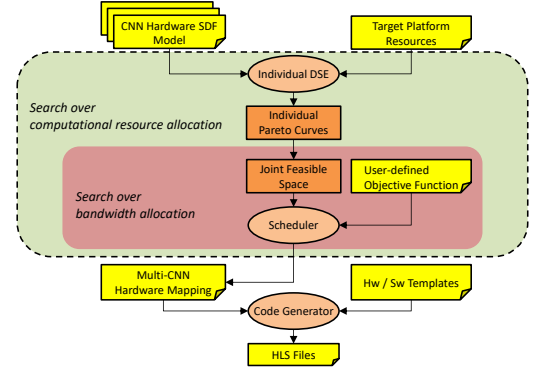 CNN Hardware SDF
Model
Target Platform
Resources
Individual DSE
Search over
computational resource allocation
Individual
Pareto Curves
Joint Feasible
Space
User-defined
Objective Function
Search over
bandwidth allocation
Scheduler
Multi-CNN
Hardware Mapping
Hw / Sw Templates
Code Generator
HLS Files